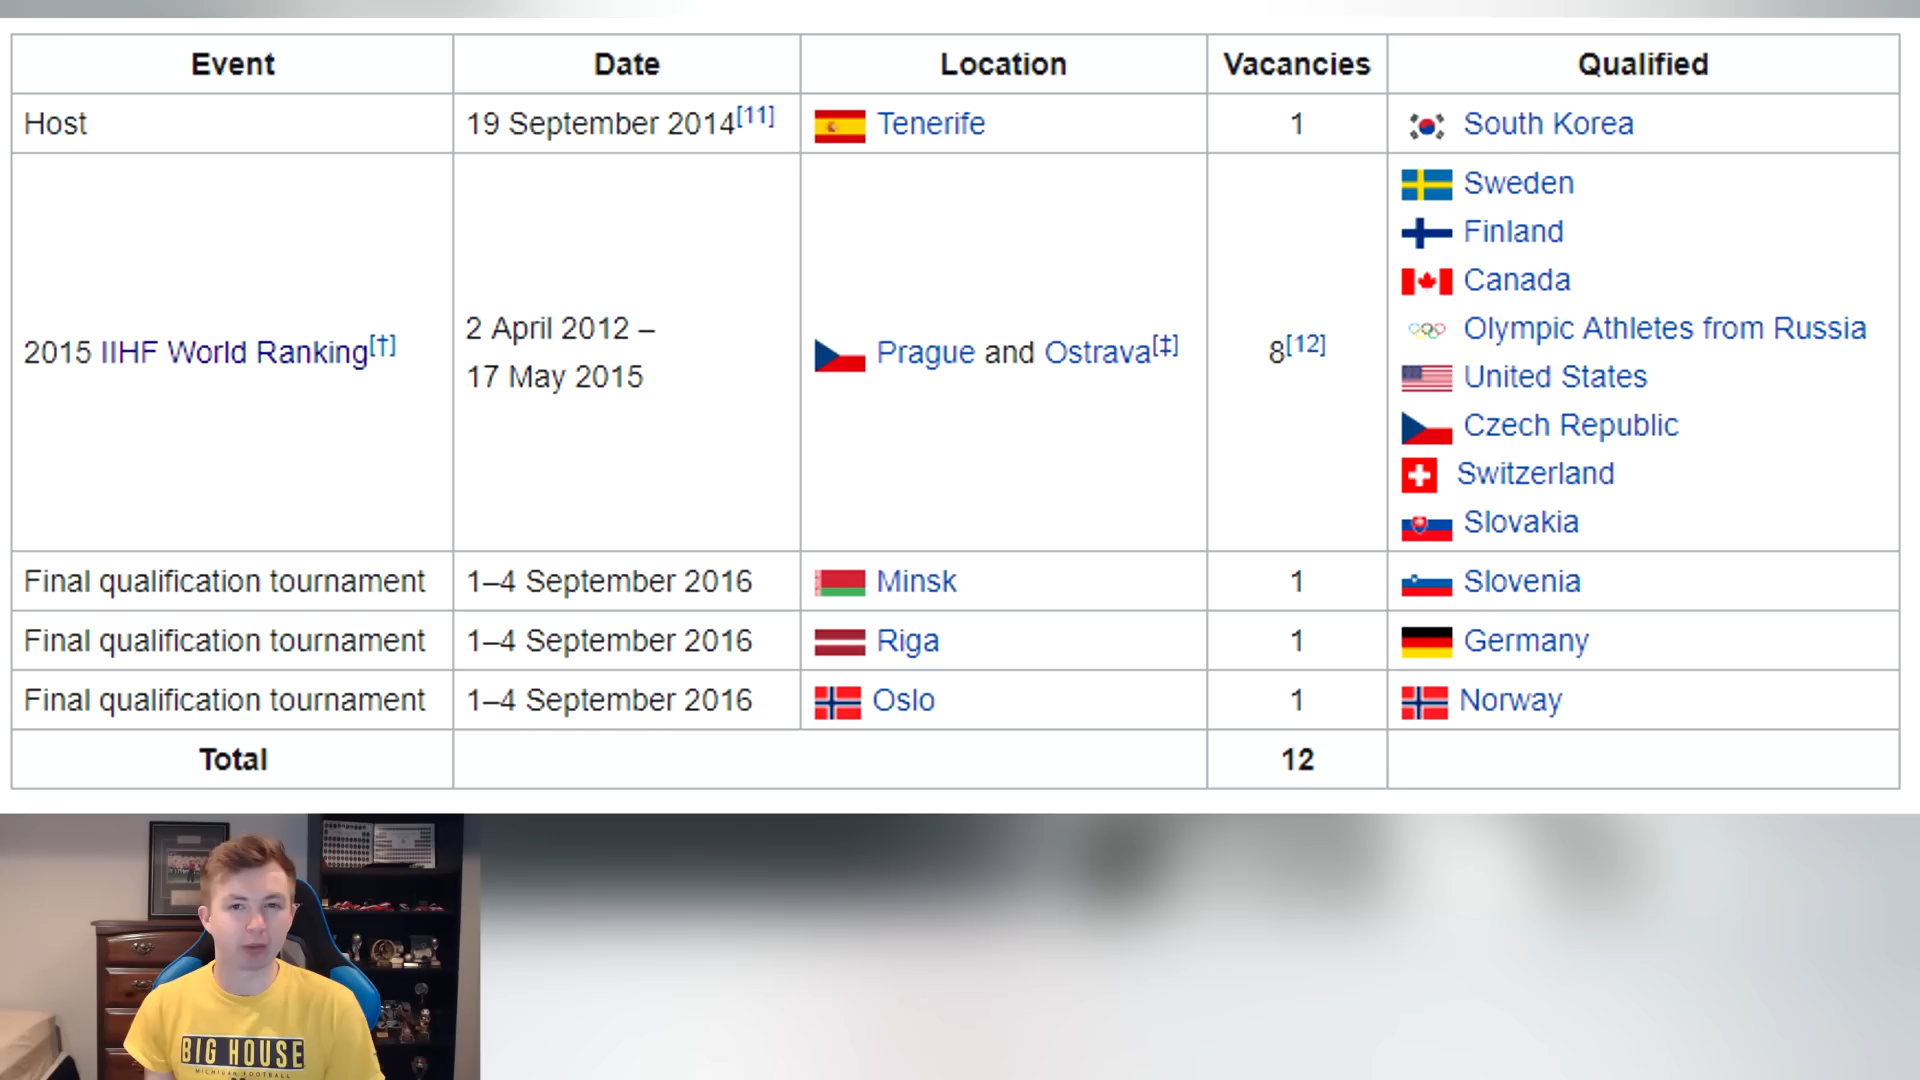 Event Date Location Vacancies Qualified
Host 19 September 2014[11] Tenerife 1 South Korea
2015 IIHF World Ranking[†] 2 April 2012 –
17 May 2015 Prague and Ostrava[‡] 8[12] Sweden
Finland
Canada
Olympic Athletes from Russia
United States
Czech Republic
Switzerland
Slovakia
Final qualification tournament 1–4 September 2016 Minsk 1 Slovenia
Final qualification tournament 1–4 September 2016 Riga 1 Germany
Final qualification tournament 1–4 September 2016 Oslo 1 Norway
Total 12
BIG HOUSE
MICHIGAN FOOTBALL